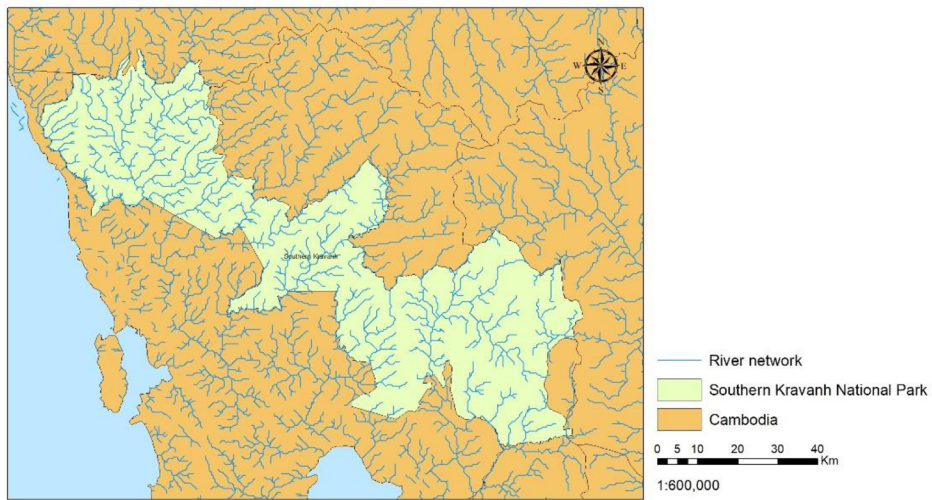 N
W E
S
Southern Kravanh
River network
Southern Kravanh National Park
Cambodia
0 5 10 20 30 40
Km
1:600,000